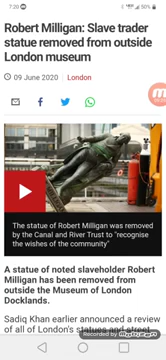 7:20
50%
Robert Milligan: Slave trader
statue removed from outside
London museum
09 June 2020 London
The statue of Robert Milligan was removed
by the Canal and River Trust to "recognise
the wishes of the community"
A statue of noted slaveholder Robert
Milligan has been removed from
outside the Museum of London
Docklands.
Sadiq Khan earlier announced a review
of all of London's statues and street